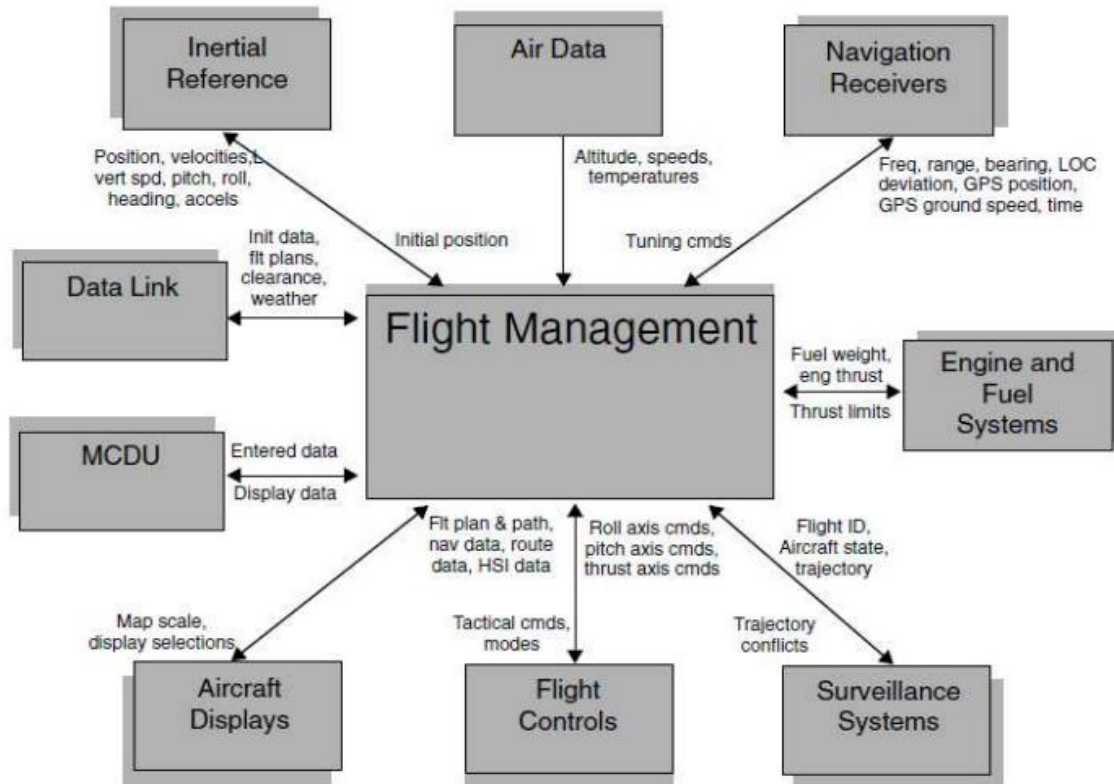 Inertial
Reference
Air Data
Navigation
Receivers
Position, velocities,L
vert spd, pitch, roll,
heading, accels
Altitude, speeds,
temperatures
Freq, range, bearing, LOC
deviation, GPS position,
GPS ground speed, time
Initial position
Tuning cmds
Init data,
flt plans,
clearance,
weather
Data Link
Flight Management
Fuel weight,
eng thrust
Thrust limits
Engine and
Fuel
Systems
MCDU
Entered data
Display data
Flt plan & path,
nav data, route
data, HSI data
Roll axis cmds,
pitch axis cmds,
thrust axis cmds
Flight ID,
Aircraft state,
trajectory
Map scale,
display selections
Tactical cmds,
modes
Trajectory
conflicts
Aircraft
Displays
Flight
Controls
Surveillance
Systems